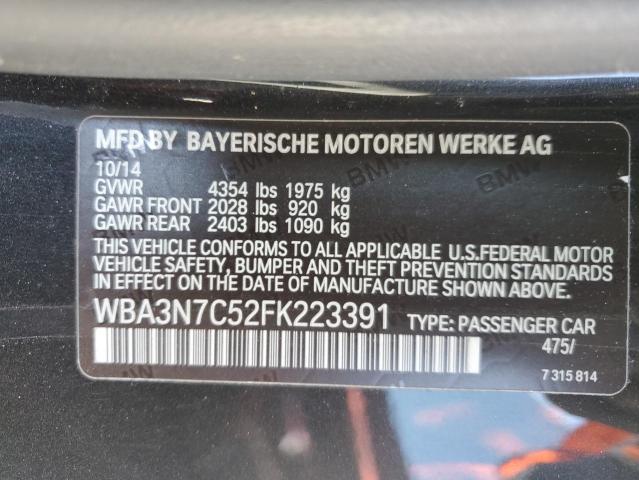 MFD BY BAYERISCHE MOTOREN WERKE AG
10/14
GVWR 4354 lbs 1975 kg
GAWR FRONT 2028 lbs 920 kg
GAWR REAR 2403 lbs 1090 kg
THIS VEHICLE CONFORMS TO ALL APPLICABLE U.S.FEDERAL MOTOR
VEHICLE SAFETY, BUMPER AND THEFT PREVENTION STANDARDS
IN EFFECT ON THE DATE OF MANUFACTURE SHOWN ABOVE.
WBA3N7C52FK223391 TYPE: PASSENGER CAR
475/
7 315 814